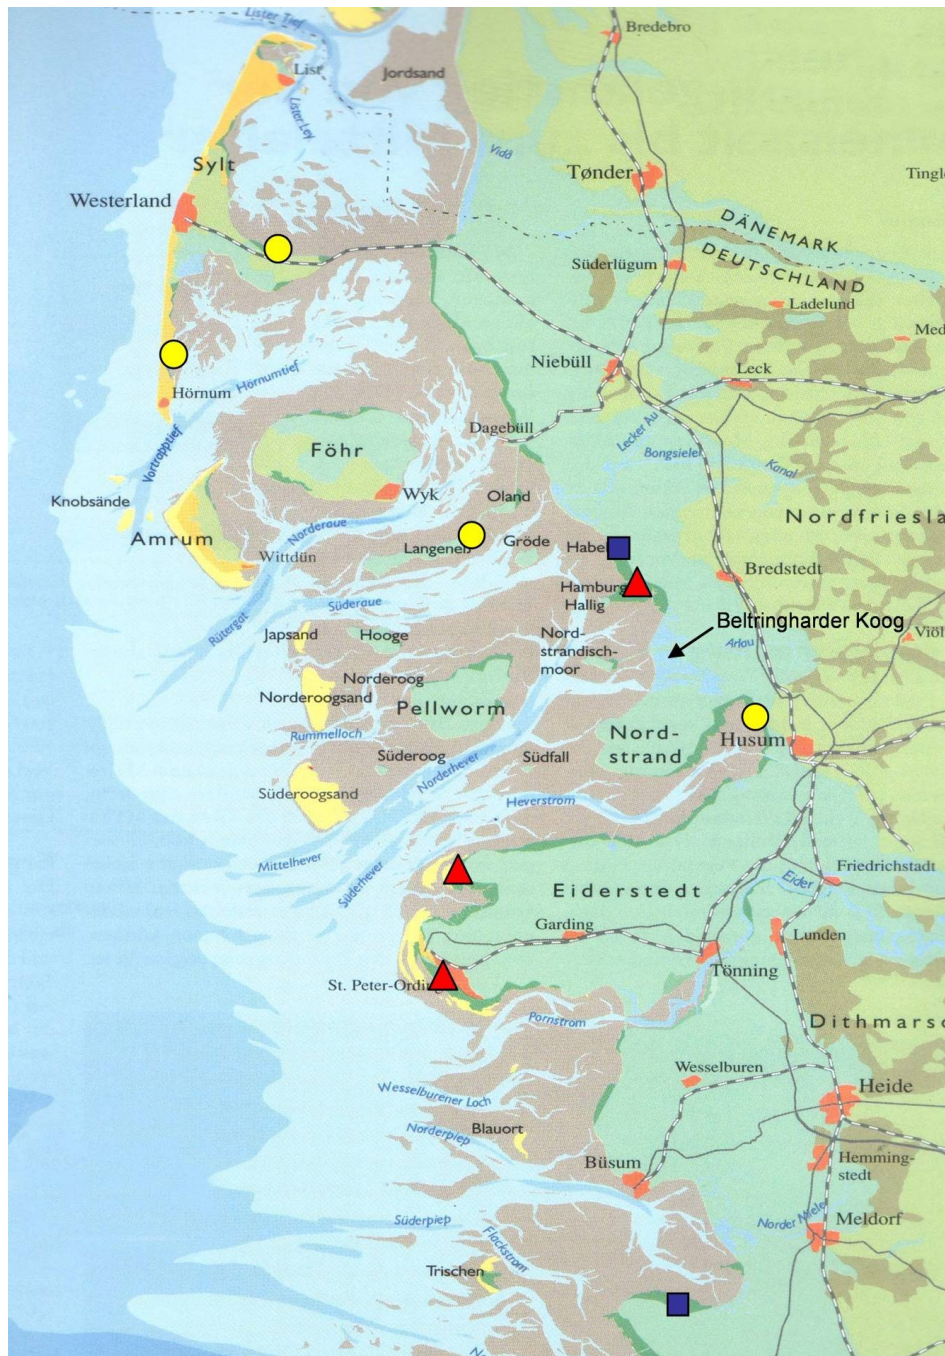 Lister Tief
Bredebro
List
Jordsand
Lister Ley
Vidå
Sylt
Tønder
Tingle
Westerland
DÄNEMARK
DEUTSCHLAND
Süderlügum
Ladelund
Med
Niebüll
Leck
Hörnumtief
Hörnum
Dagebüll
Lecker Au
Bongsieler
Kanal
Vortrapptief
Föhr
Knobsände
Wyk
Oland
Nordfriesla
Amrum
Norderaue
Wittdün
Langeneß
Gröde
Habel
Bredstedt
Hamburg
Hallig
Süderaue
Rütergat
Japsand
Hooge
Nord-
strandisch-
moor
Beltringharder Koog
Arlau
Viöl
Norderoog
Norderoogsand
Pellworm
Nord-
strand
Husum
Rummelloch
Süderoog
Norderhever
Südfall
Süderoogsand
Heverstrom
Mittelhever
Süderhever
Friedrichstadt
Eider
Eiderstedt
Garding
Lunden
Tönning
St. Peter-Ording
Pornstrom
Dithmarsc
Wesselburen
Wesselburener Loch
Heide
Norderpiep
Blauort
Büsum
Hemming-
stedt
Süderpiep
Flackstrom
Norder Miele
Meldorf
Trischen